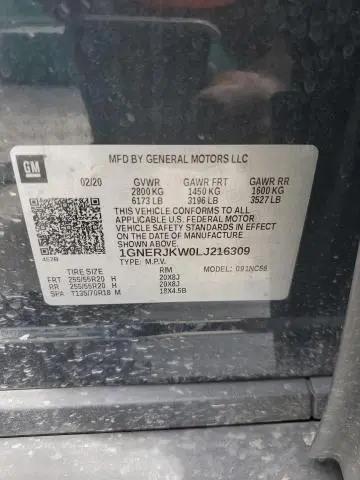 GM
MFD BY GENERAL MOTORS LLC
02/20 GVWR GAWR FRT GAWR RR
2800 KG 1450 KG 1600 KG
6173 LB 3196 LB 3527 LB
THIS VEHICLE CONFORMS TO ALL
APPLICABLE U.S. FEDERAL MOTOR
VEHICLE SAFETY STANDARDS IN EFFECT
ON THE DATE OF MANUFACTURE
SHOWN ABOVE.
1GNERJKW0LJ216309
TYPE: M.P.V.
TIRE SIZE RIM MODEL:
FRT 255/55R20 H 20X8J
RR 255/55R20 H 20X8J
SPA T135/70R18 M 18X4.5B